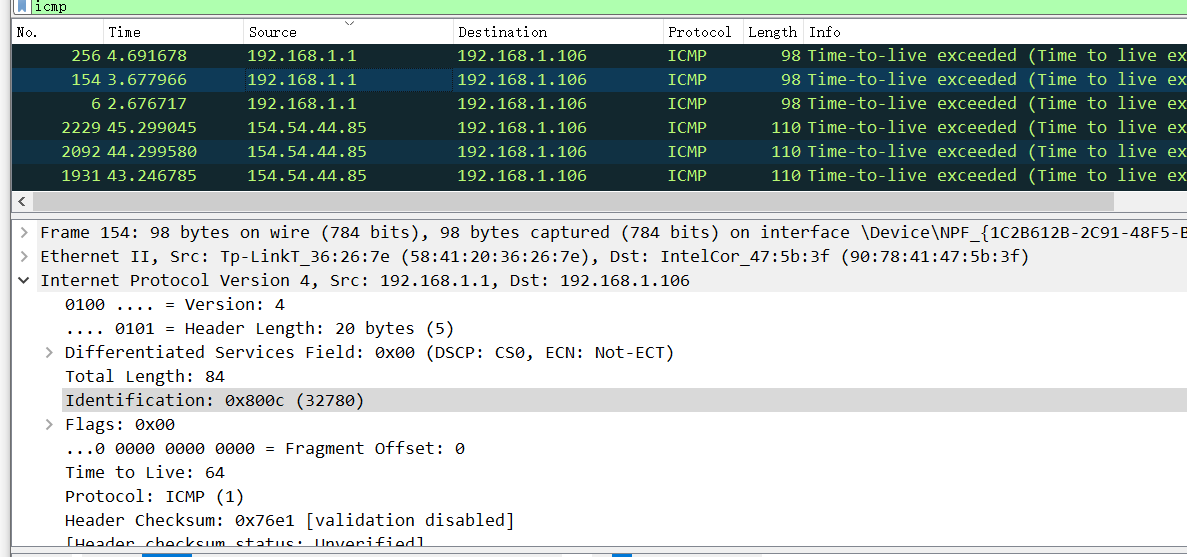 icmp
No. Time Source Destination Protocol Length Info
256 4.691678 192.168.1.1 192.168.1.106 ICMP 98 Time-to-live exceeded (Time to live ex
154 3.677966 192.168.1.1 192.168.1.106 ICMP 98 Time-to-live exceeded (Time to live ex
6 2.676717 192.168.1.1 192.168.1.106 ICMP 98 Time-to-live exceeded (Time to live ex
2229 45.299045 154.54.44.85 192.168.1.106 ICMP 110 Time-to-live exceeded (Time to live ex
2092 44.299580 154.54.44.85 192.168.1.106 ICMP 110 Time-to-live exceeded (Time to live ex
1931 43.246785 154.54.44.85 192.168.1.106 ICMP 110 Time-to-live exceeded (Time to live ex
Frame 154: 98 bytes on wire (784 bits), 98 bytes captured (784 bits) on interface \Device\NPF_{1C2B612B-2C91-48F5-B
Ethernet II, Src: Tp-LinkT_36:26:7e (58:41:20:36:26:7e), Dst: IntelCor_47:5b:3f (90:78:41:47:5b:3f)
Internet Protocol Version 4, Src: 192.168.1.1, Dst: 192.168.1.106
0100 .... = Version: 4
.... 0101 = Header Length: 20 bytes (5)
Differentiated Services Field: 0x00 (DSCP: CS0, ECN: Not-ECT)
Total Length: 84
Identification: 0x800c (32780)
Flags: 0x00
...0 0000 0000 0000 = Fragment Offset: 0
Time to Live: 64
Protocol: ICMP (1)
Header Checksum: 0x76e1 [validation disabled]
[Header checksum status: Unverified]